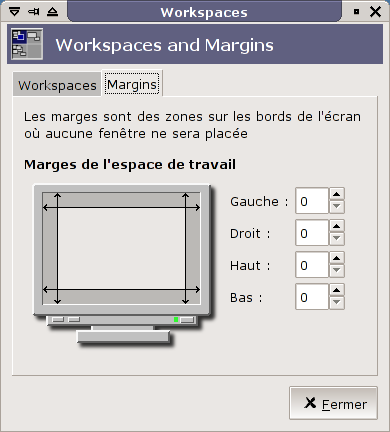 Workspaces
Workspaces and Margins
Workspaces Margins
Les marges sont des zones sur les bords de l'écran
où aucune fenêtre ne sera placée
Marges de l'espace de travail
Gauche : 0
Droit : 0
Haut : 0
Bas : 0
Fermer